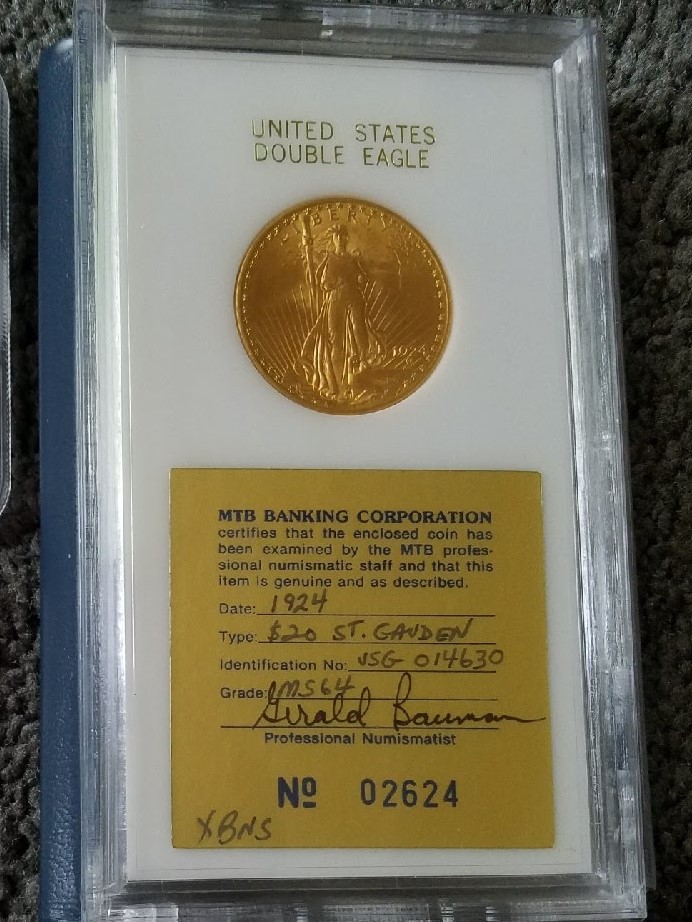 UNITED STATES
DOUBLE EAGLE
LIBERTY
MTB BANKING CORPORATION
certifies that the enclosed coin has
been examined by the MTB profes-
sional numismatic staff and that this
item is genuine and as described.
Date: 1924
Type: $20 ST. GAUDEN
Identification No: JSG 014630
Grade: MS64
Gerald Bauman
Professional Numismatist
Nº 02624
XBNS